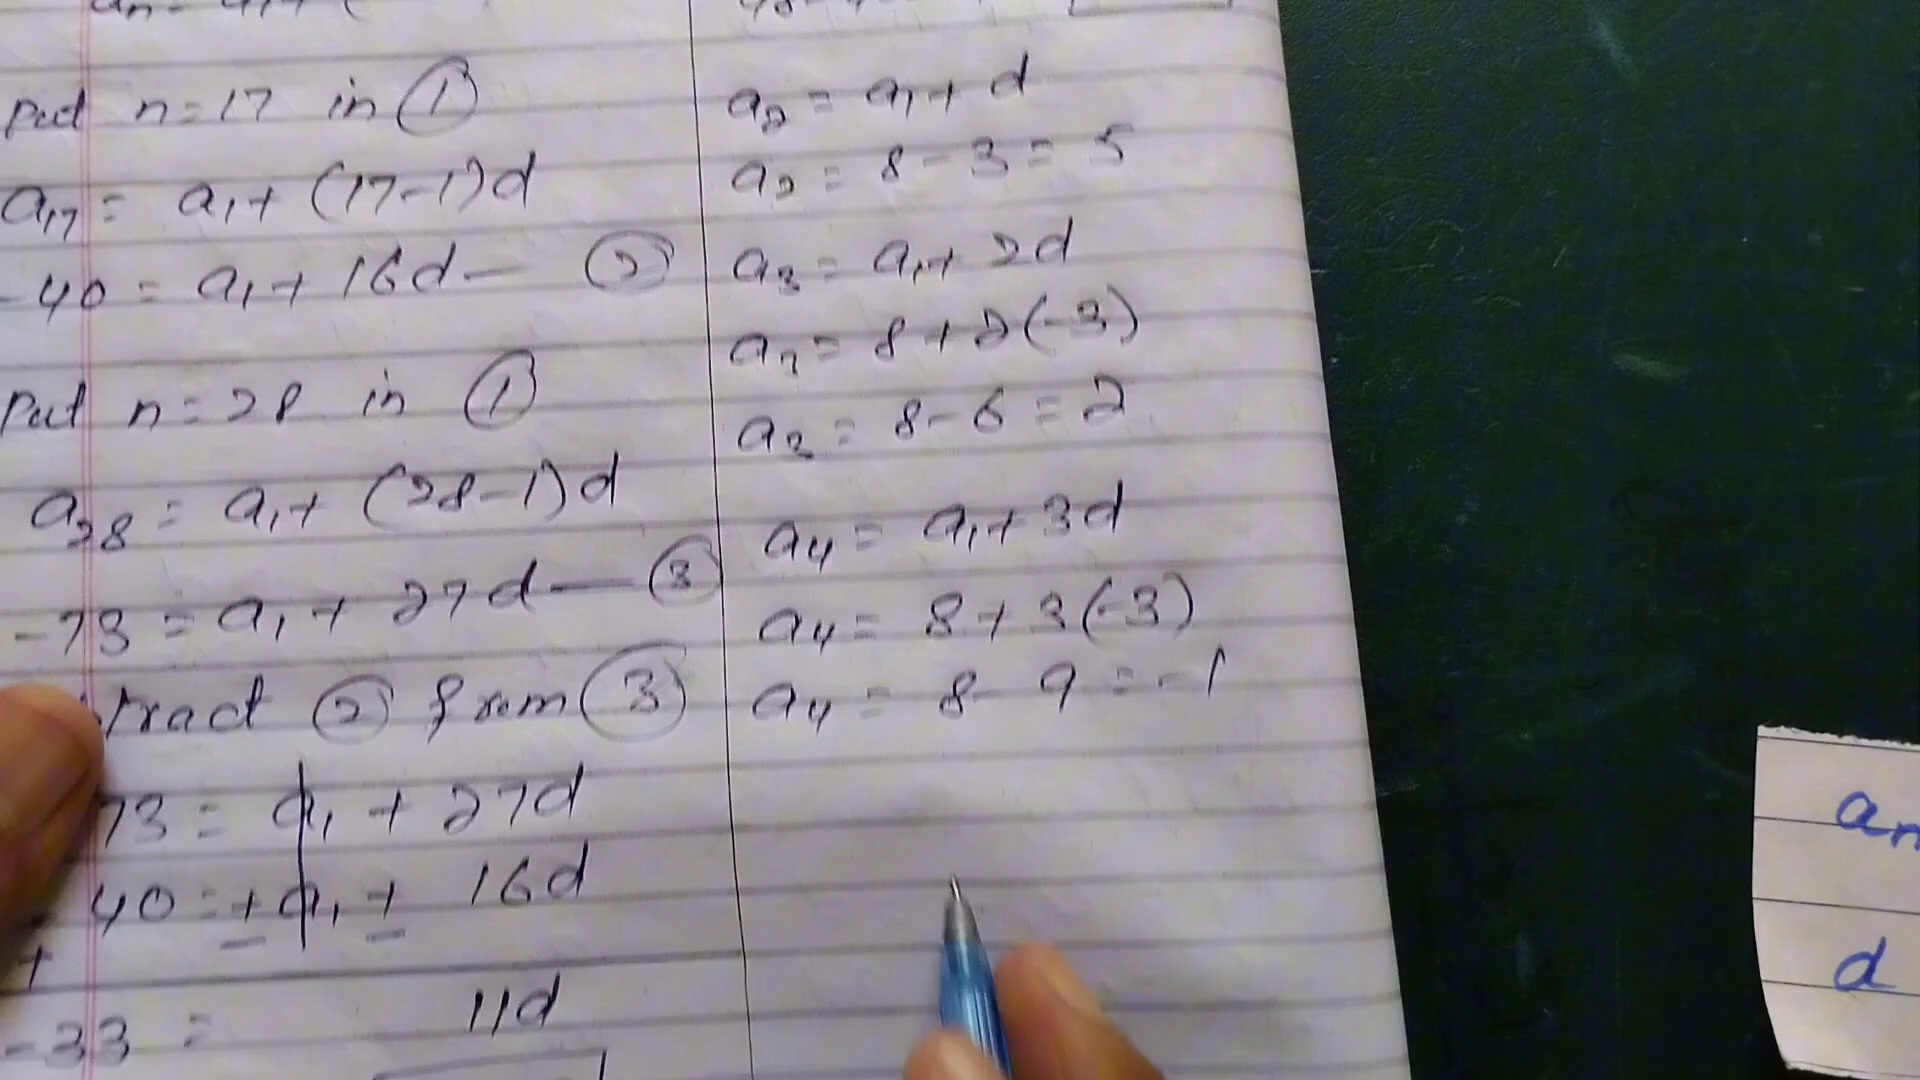 Put n=17 in ①
a17 = a1+ (17-1)d
-40 = a1+ 16d — ②
Put n=28 in ①
a28 = a1+ (28-1)d
-73 = a1 + 27d — ③
tract ② from ③
73 = a1 + 27d
40 = + a1 + 16d
+ - -
-33 = 11d
a2 = a1+ d
a2 = 8 - 3 = 5
a3 = a1+ 2d
a3 = 8+2(-3)
a3 = 8-6 = 2
a4 = a1+ 3d
a4 = 8+ 3(-3)
a4 = 8- 9 = -1
an
d